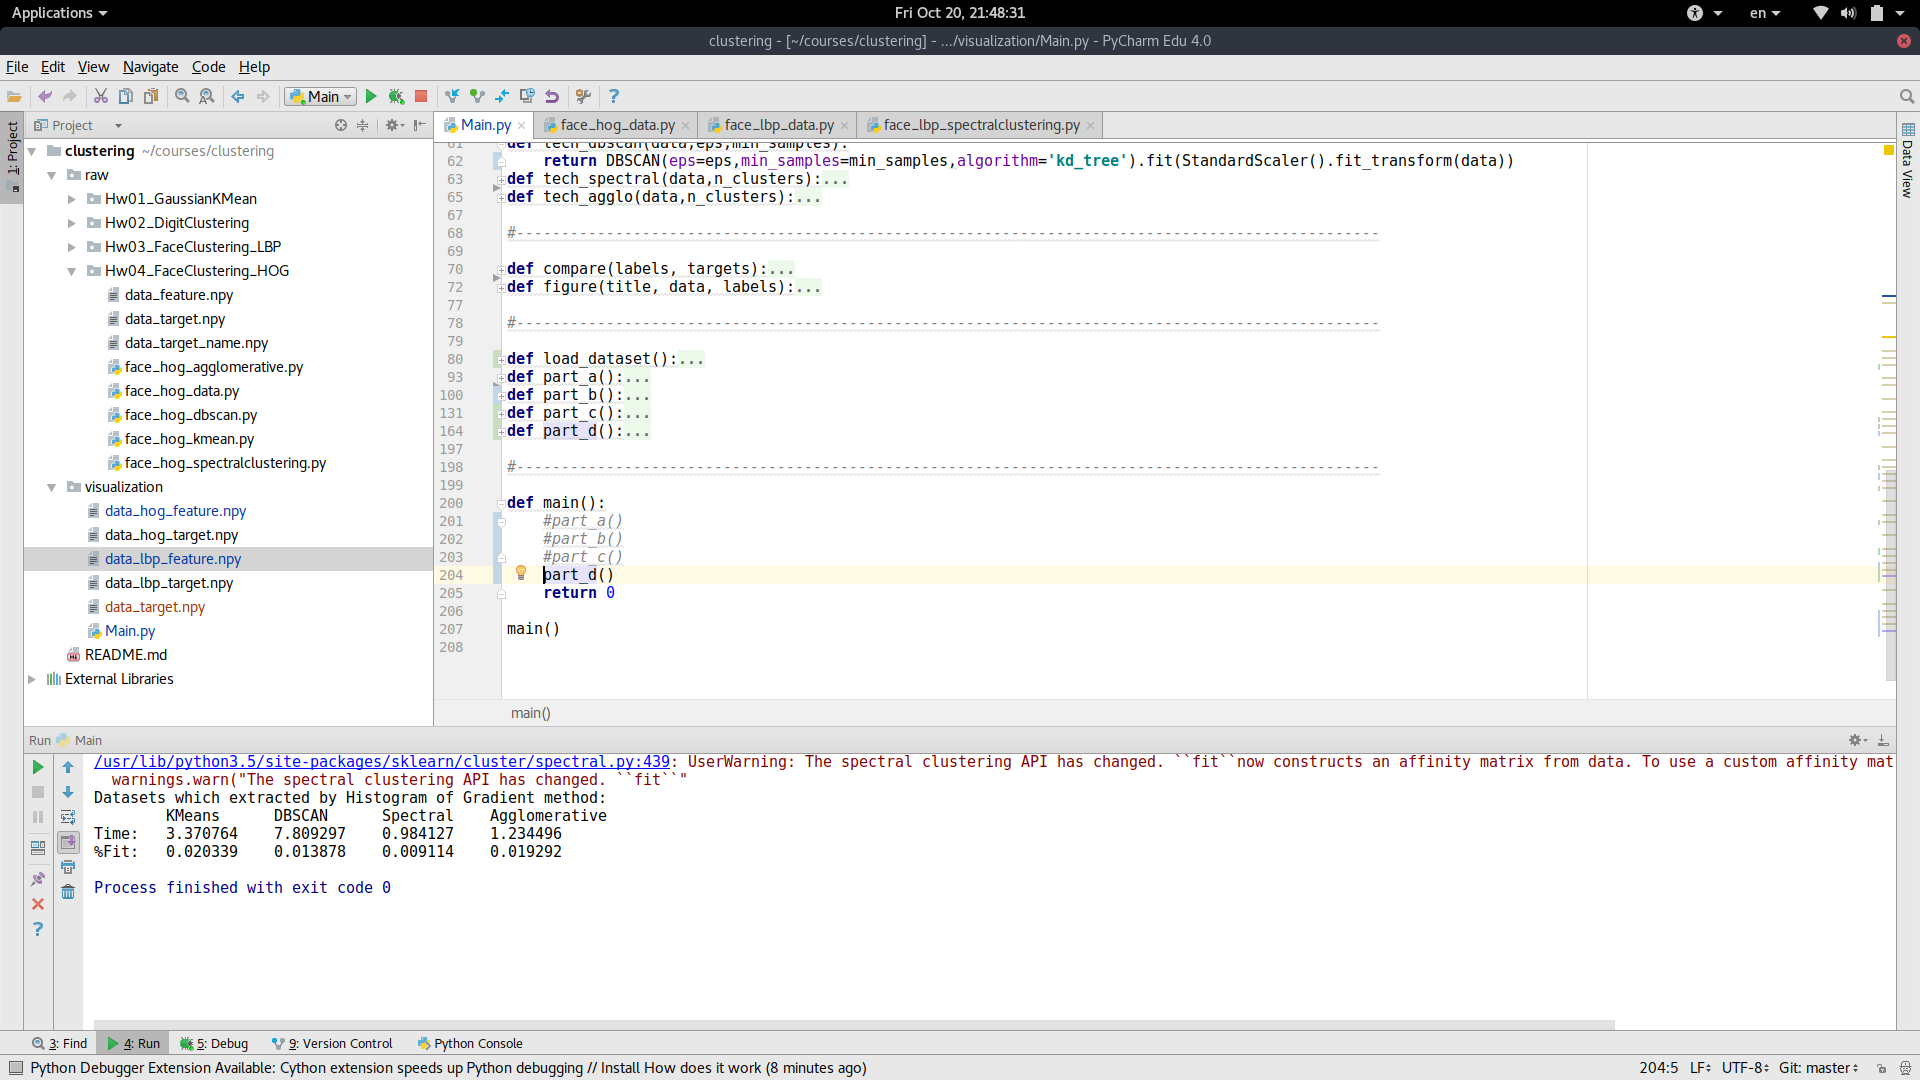 Applications
Fri Oct 20, 21:48:31
en
clustering - [~/courses/clustering] - .../visualization/Main.py - PyCharm Edu 4.0
File Edit View Navigate Code Help
Main
Project
Main.py
face_hog_data.py
face_lbp_data.py
face_lbp_spectralclustering.py
1: Project
Data View
clustering ~/courses/clustering
raw
Hw01_GaussianKMean
Hw02_DigitClustering
Hw03_FaceClustering_LBP
Hw04_FaceClustering_HOG
data_feature.npy
data_target.npy
data_target_name.npy
face_hog_agglomerative.py
face_hog_data.py
face_hog_dbscan.py
face_hog_kmean.py
face_hog_spectralclustering.py
visualization
data_hog_feature.npy
data_hog_target.npy
data_lbp_feature.npy
data_lbp_target.npy
data_target.npy
Main.py
README.md
External Libraries
61 def tech_dbscan(data,eps,min_samples):
62 return DBSCAN(eps=eps,min_samples=min_samples,algorithm='kd_tree').fit(StandardScaler().fit_transform(data))
63 def tech_spectral(data,n_clusters):...
65 def tech_agglo(data,n_clusters):...
67
68 #------------------------------------------------------------------------------------------------
69
70 def compare(labels, targets):...
72 def figure(title, data, labels):...
77
78 #------------------------------------------------------------------------------------------------
79
80 def load_dataset():...
93 def part_a():...
100 def part_b():...
131 def part_c():...
164 def part_d():...
197
198 #------------------------------------------------------------------------------------------------
199
200 def main():
201 #part_a()
202 #part_b()
203 #part_c()
204 part_d()
205 return 0
206
207 main()
208
main()
Run Main
/usr/lib/python3.5/site-packages/sklearn/cluster/spectral.py:439: UserWarning: The spectral clustering API has changed. ``fit``now constructs an affinity matrix from data. To use a custom affinity mat
warnings.warn("The spectral clustering API has changed. ``fit``"
Datasets which extracted by Histogram of Gradient method:
KMeans DBSCAN Spectral Agglomerative
Time: 3.370764 7.809297 0.984127 1.234496
%Fit: 0.020339 0.013878 0.009114 0.019292
Process finished with exit code 0
3: Find
4: Run
5: Debug
9: Version Control
Python Console
Python Debugger Extension Available: Cython extension speeds up Python debugging // Install How does it work (8 minutes ago)
204:5 LF UTF-8 Git: master